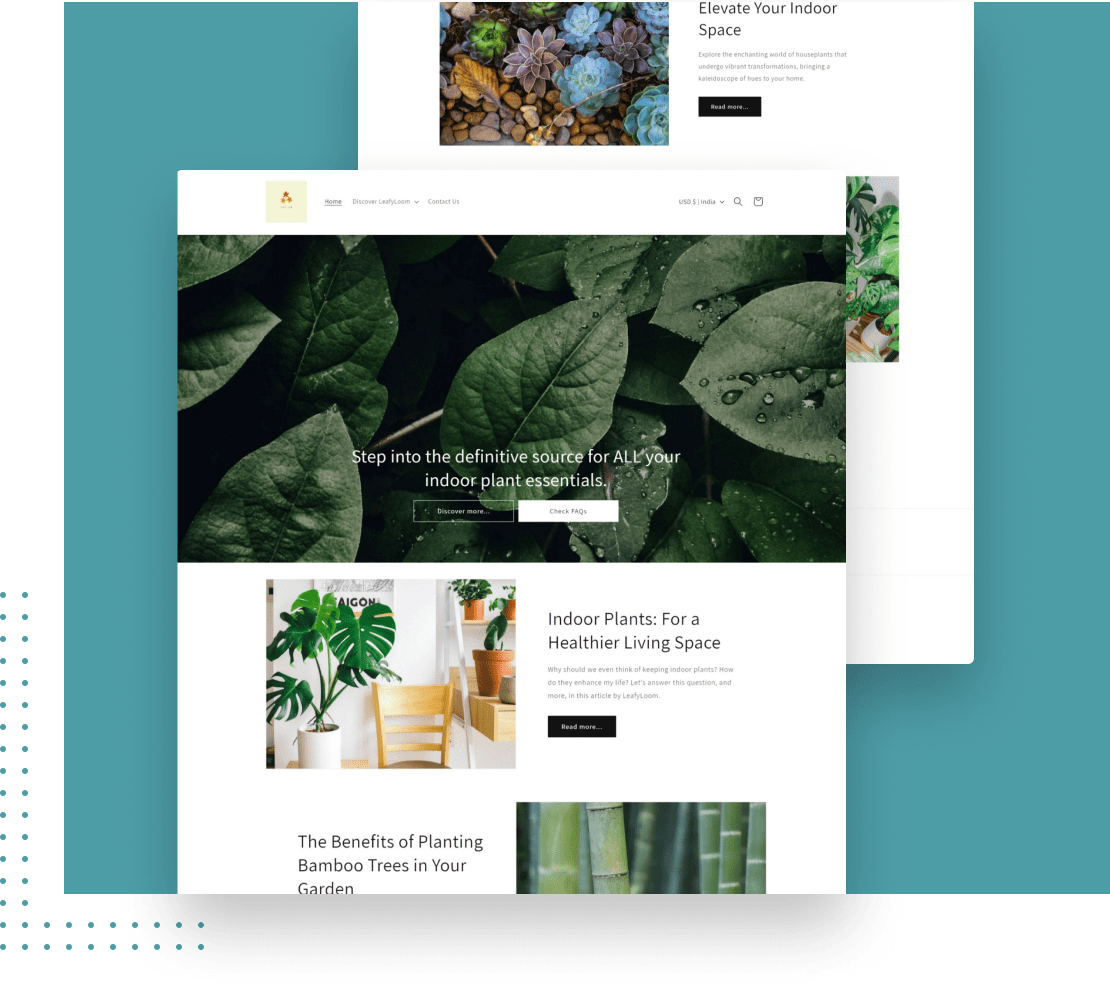 Elevate Your Indoor
Space
Explore the enchanting world of houseplants that
undergo vibrant transformations, bringing a
kaleidoscope of hues to your home.
Read more...
Home
Discover LeafyLoom
Contact Us
USD $ | India
Step into the definitive source for ALL your
indoor plant essentials.
Discover more...
Check FAQs
AIGON
Indoor Plants: For a
Healthier Living Space
Why should we even think of keeping indoor plants? How
do they enhance my life? Let's answer this question, and
more, in this article by LeafyLoom.
Read more...
The Benefits of Planting
Bamboo Trees in Your
Garden